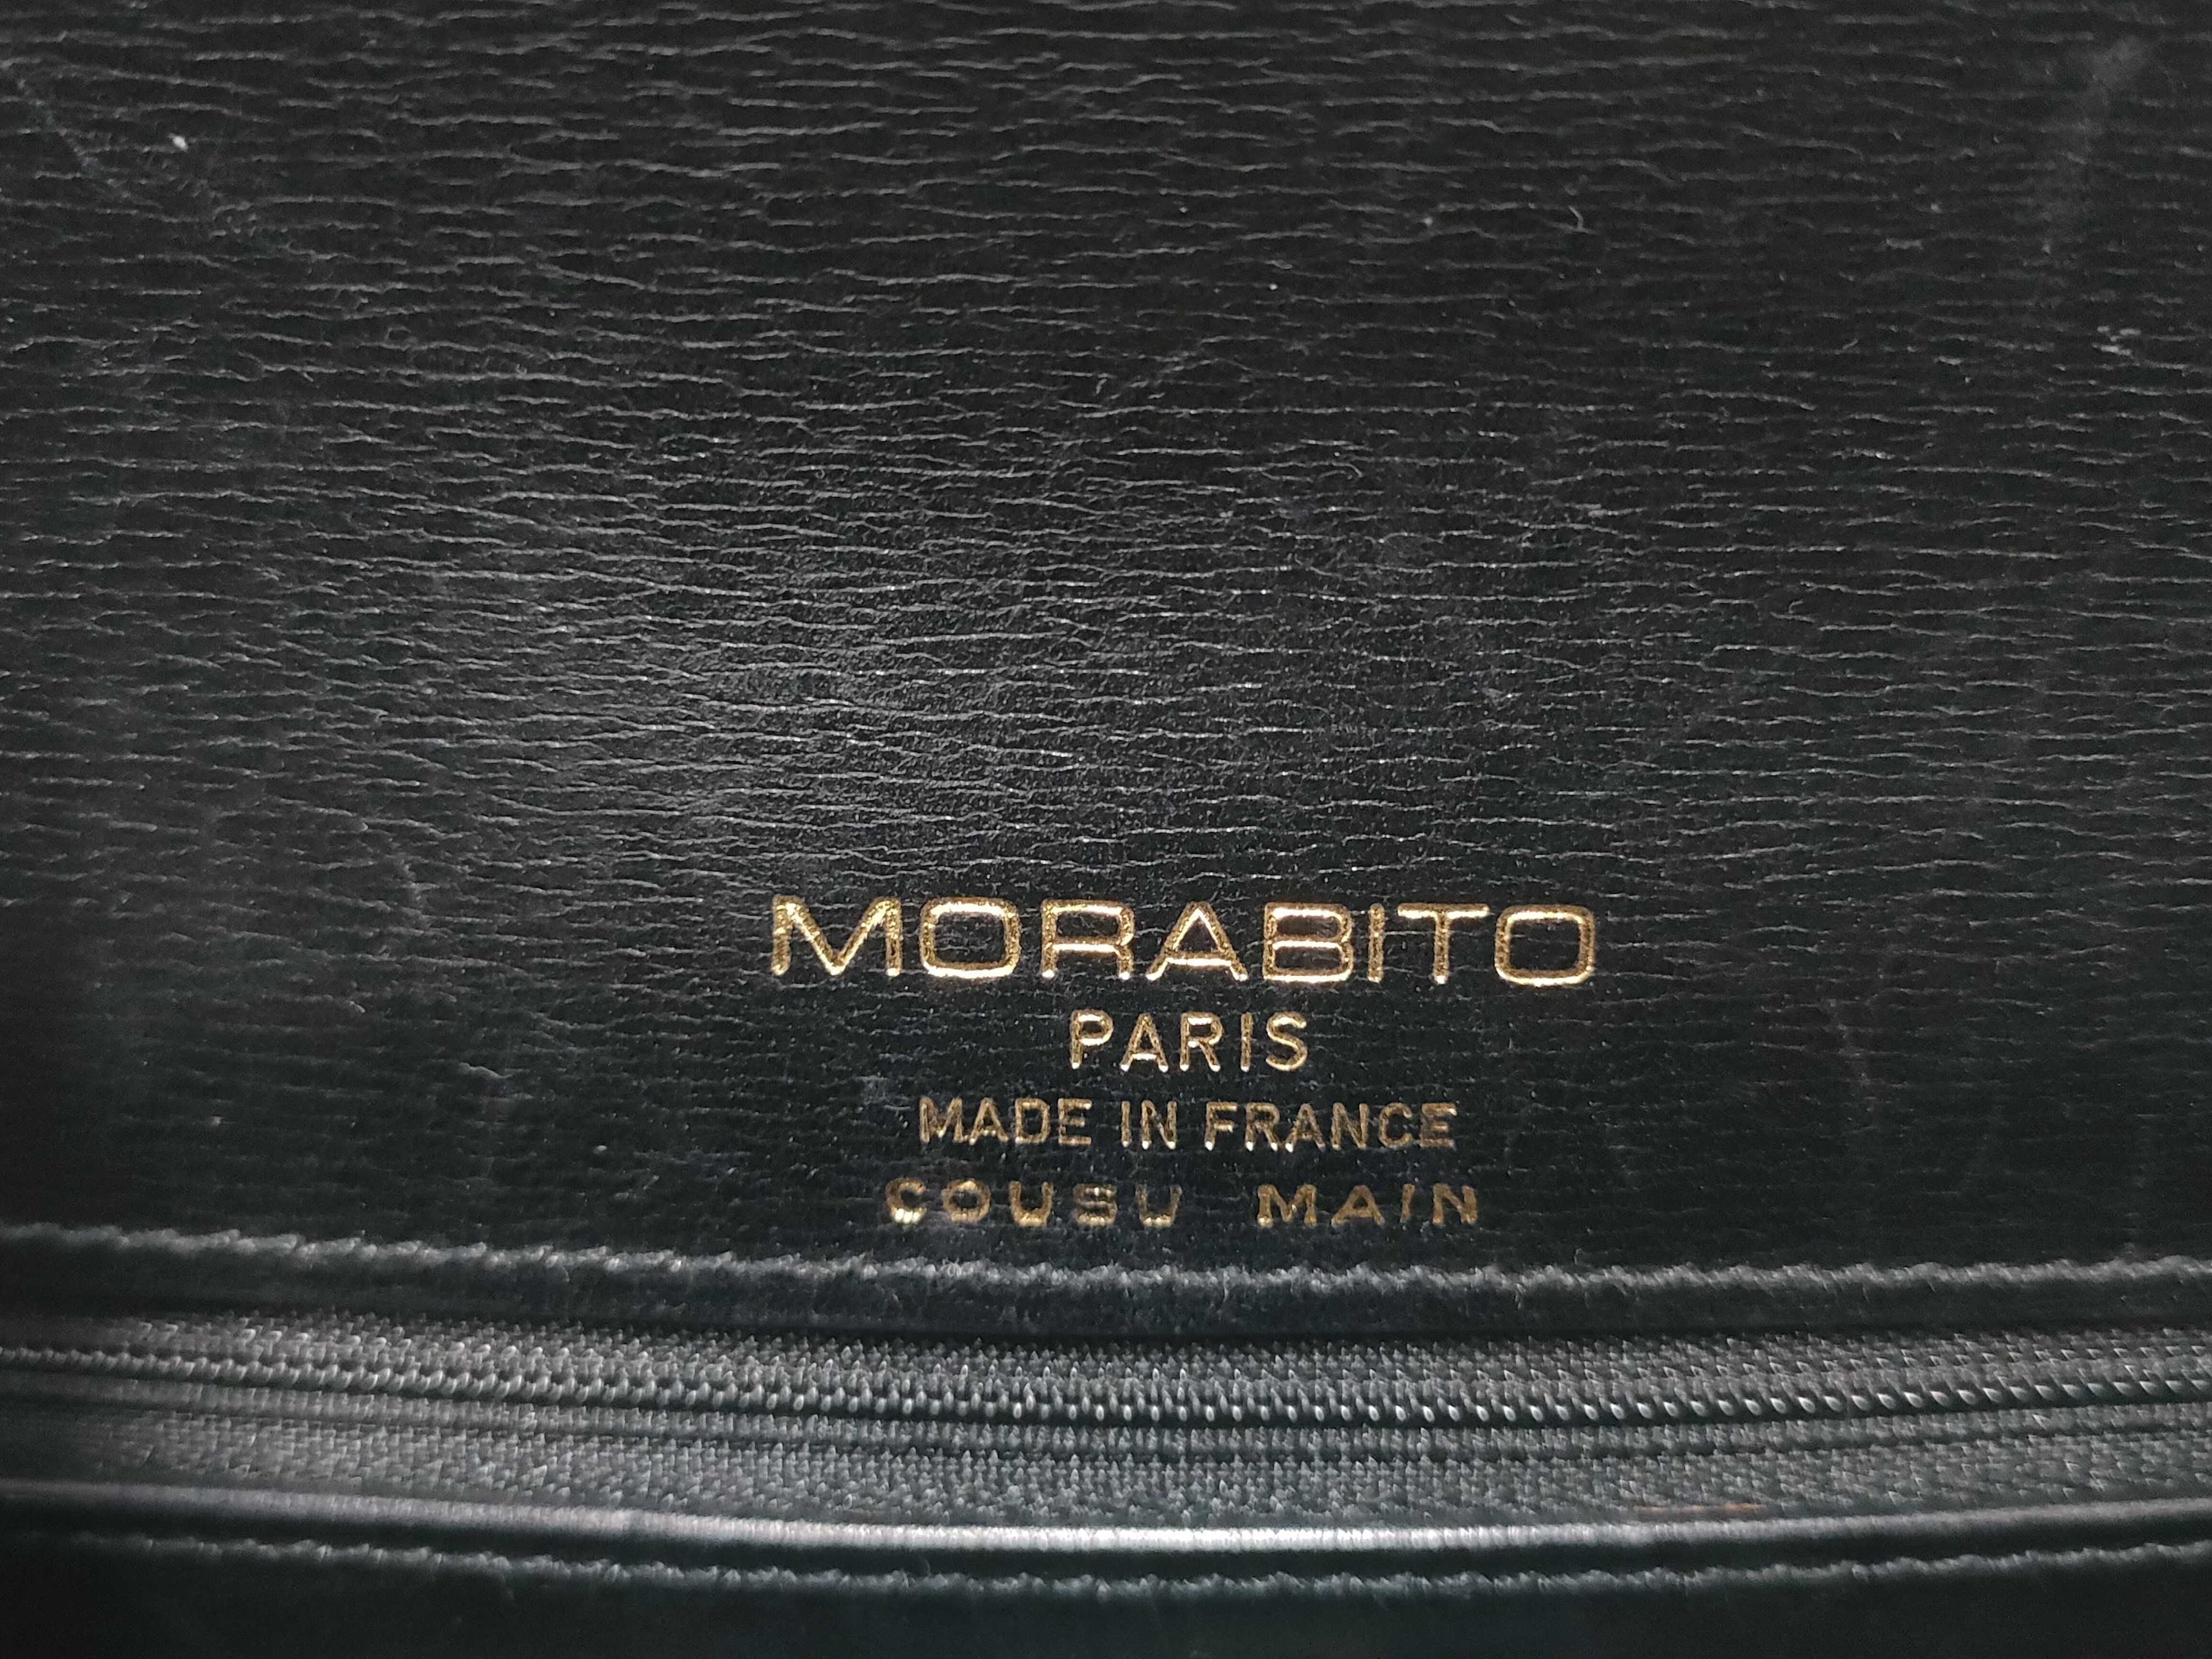 MORABITO
PARIS
MADE IN FRANCE
COUSU MAIN